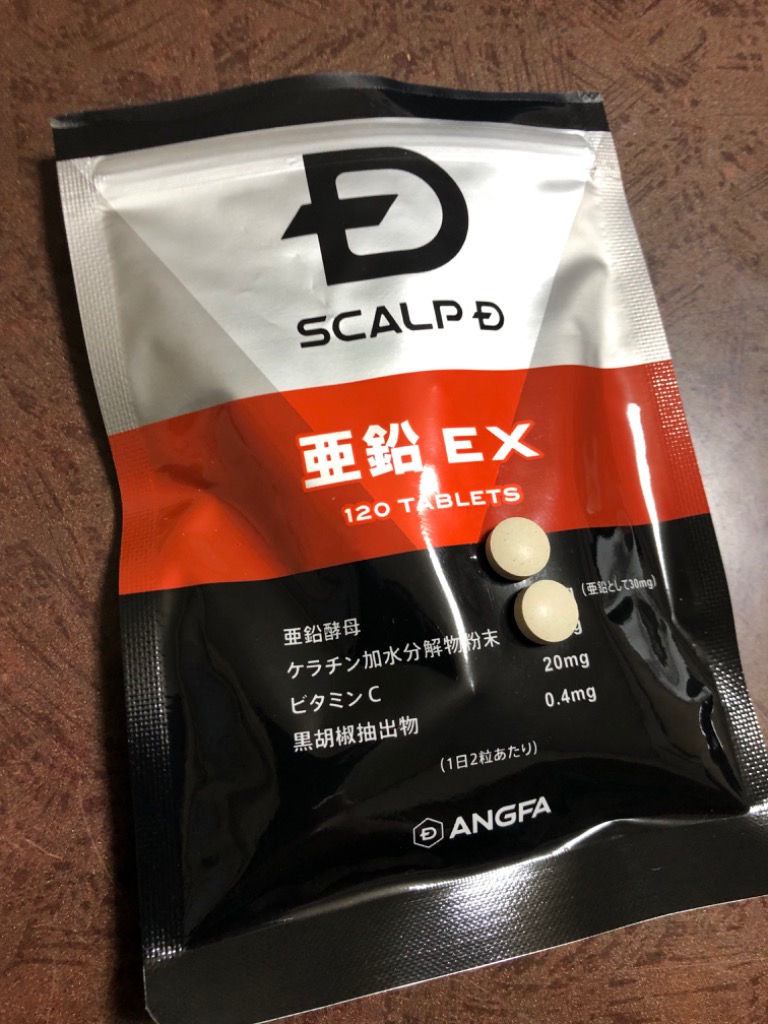 SCALP D
亜鉛 EX
120 TABLETS
亜鉛酵母 g (亜鉛として30mg)
ケラチン加水分解物粉末 g
ビタミンC 20mg
黒胡椒抽出物 0.4mg
(1日2粒あたり)
ANGFA